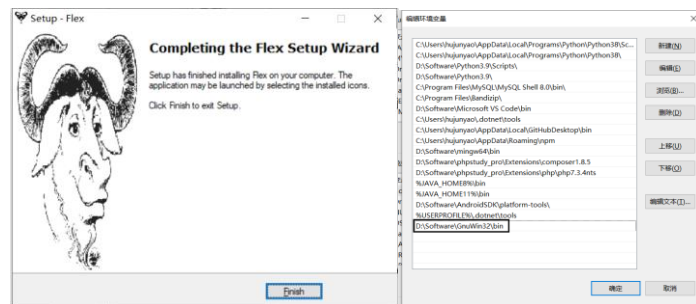 Setup - Flex
Completing the Flex Setup Wizard
Setup has finished installing Flex on your computer. The
application may be launched by selecting the installed icons.
Click Finish to exit Setup.
Finish
编辑环境变量
C:\Users\hujunyao\AppData\Local\Programs\Python\Python38\Sc...
C:\Users\hujunyao\AppData\Local\Programs\Python\Python38\
D:\Software\Python3.9\Scripts\
D:\Software\Python3.9\
C:\Program Files\MySQL\MySQL Shell 8.0\bin\
C:\Program Files\Bandizip\
D:\Software\Microsoft VS Code\bin
C:\Users\hujunyao\.dotnet\tools
C:\Users\hujunyao\AppData\Local\GitHubDesktop\bin
C:\Users\hujunyao\AppData\Roaming\npm
D:\Software\mingw64\bin
D:\Software\phpstudy_pro\Extensions\composer1.8.5
D:\Software\phpstudy_pro\Extensions\php\php7.3.4nts
%JAVA_HOME8%\bin
%JAVA_HOME11%\bin
D:\Software\AndroidSDK\platform-tools\
%USERPROFILE%\.dotnet\tools
D:\Software\GnuWin32\bin
新建(N)
编辑(E)
浏览(B)...
删除(D)
上移(U)
下移(O)
编辑文本(T)...
确定
取消